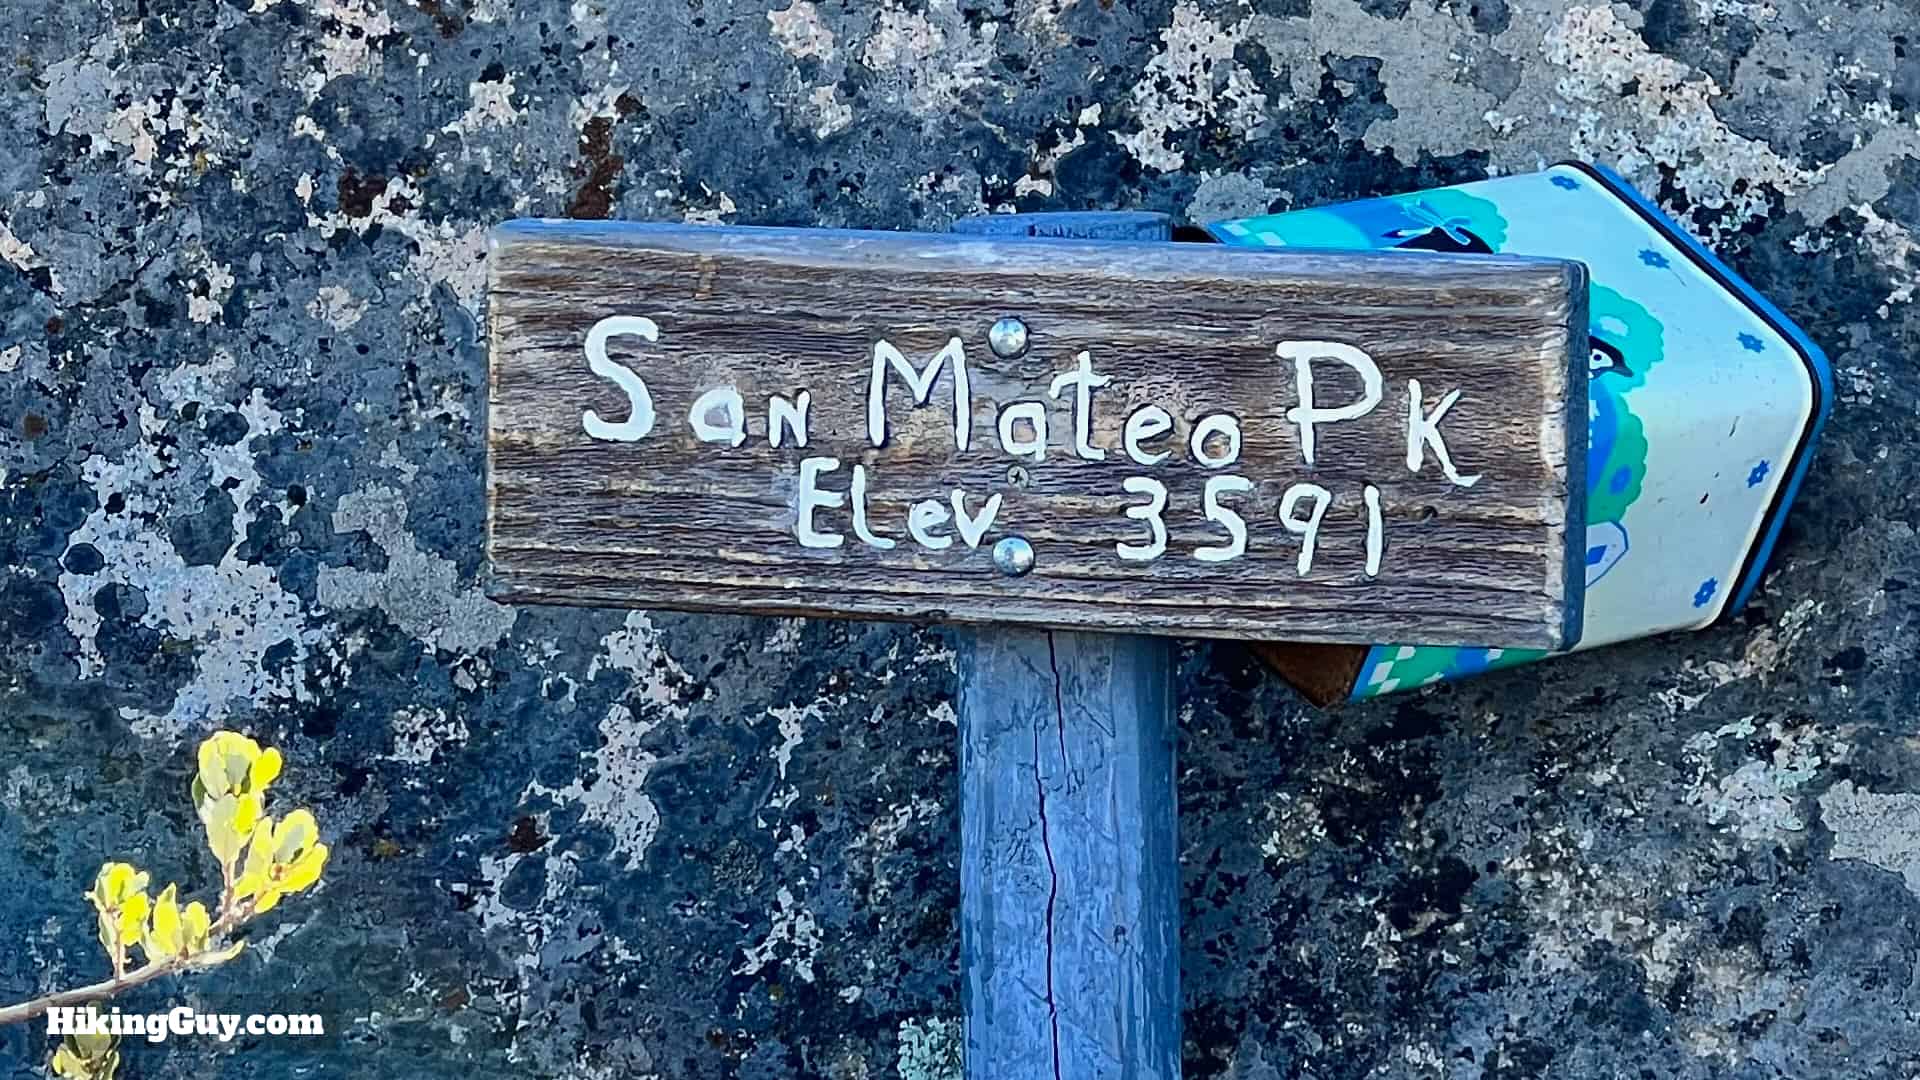 San Mateo Pk
Elev 3591
HikingGuy.com